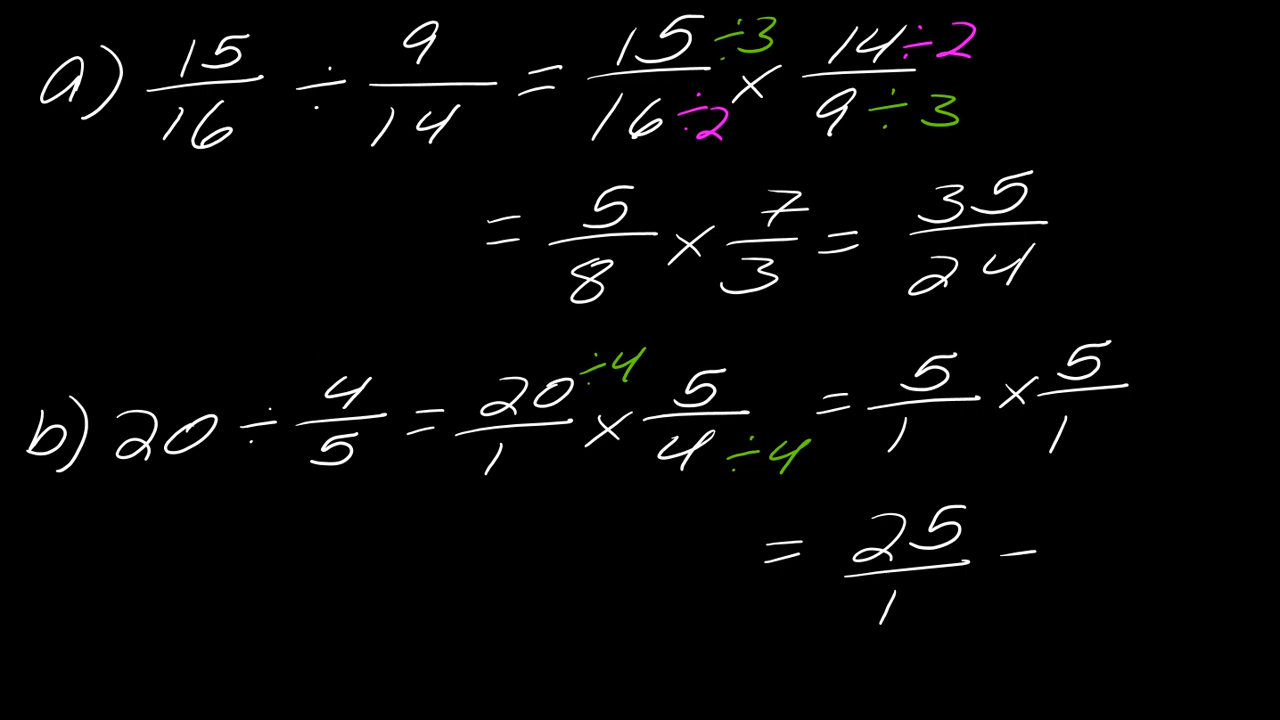 a) 15/16 ÷ 9/14 = 15÷3/16÷2 × 14÷2/9÷3
= 5/8 × 7/3 = 35/24
b) 20 ÷ 4/5 = 20÷4/1 × 5/4÷4 = 5/1 × 5/1
= 25/1 -